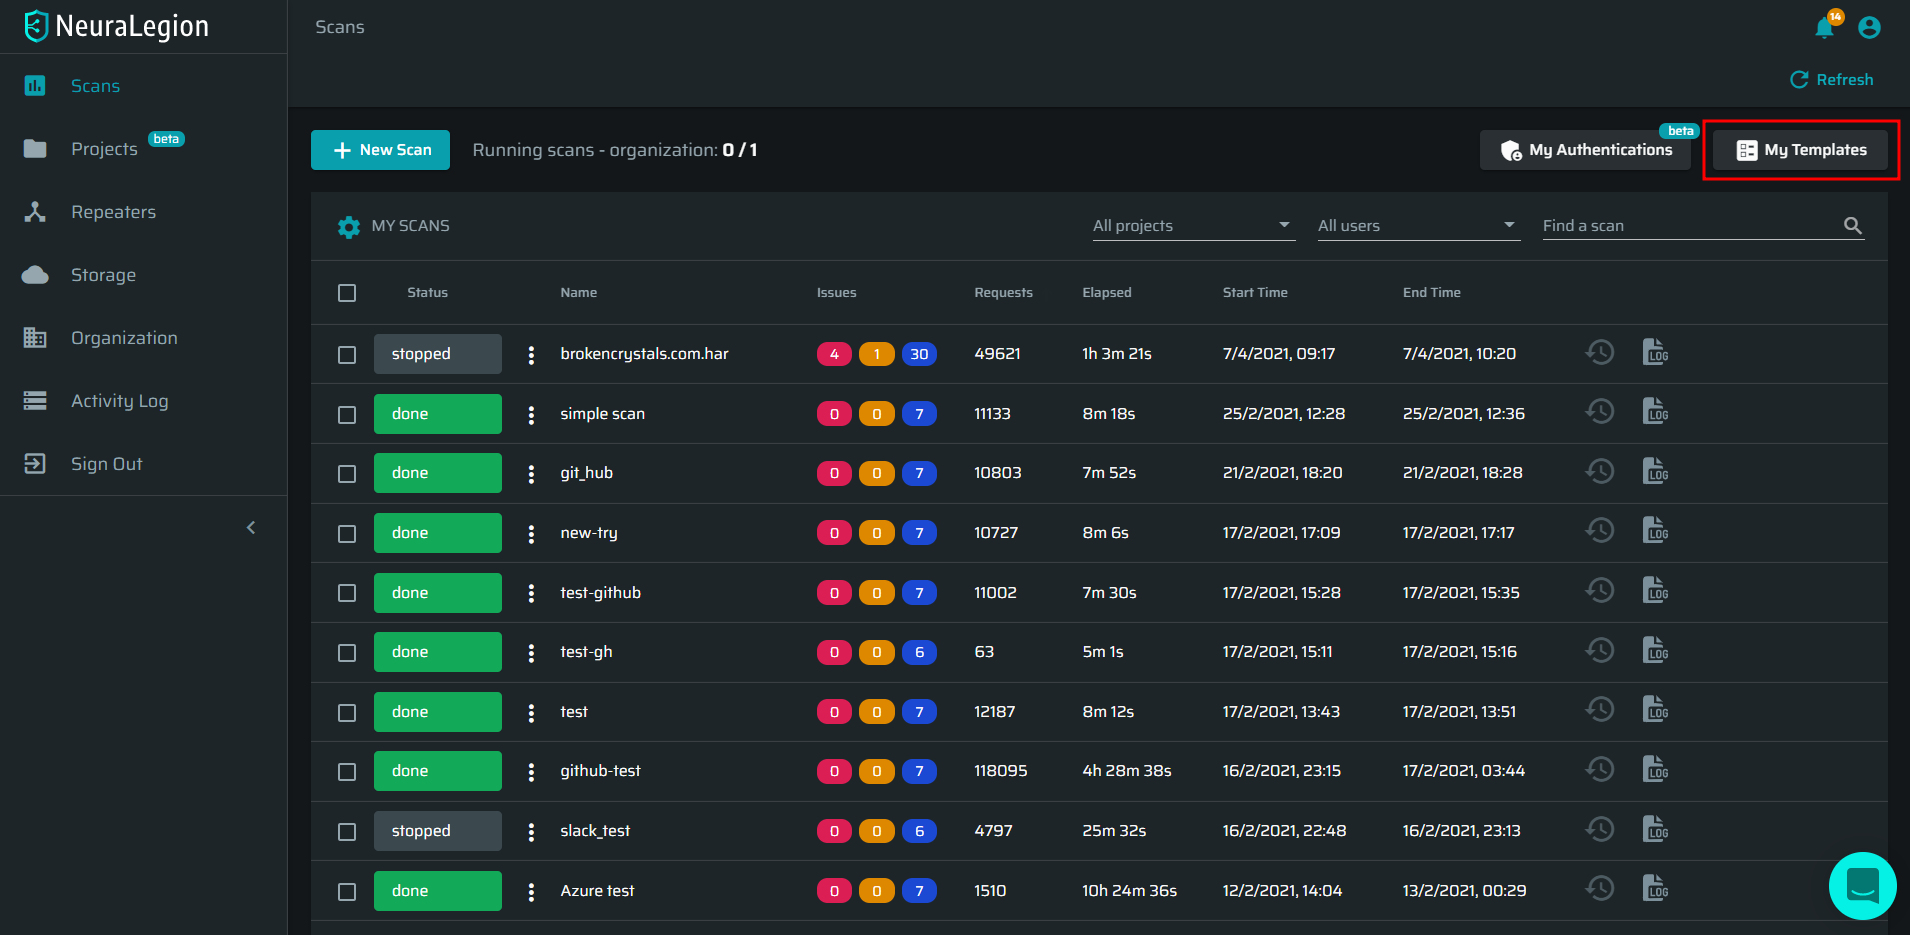 NeuraLegion
Scans
14
Refresh
Scans
Projects beta
Repeaters
Storage
Organization
Activity Log
Sign Out
New Scan Running scans - organization: 0 / 1 My Authentications beta My Templates
MY SCANS All projects All users Find a scan
Status Name Issues Requests Elapsed Start Time End Time
stopped brokencrystals.com.har 4 1 30 49621 1h 3m 21s 7/4/2021, 09:17 7/4/2021, 10:20 LOG
done simple scan 0 0 7 11133 8m 18s 25/2/2021, 12:28 25/2/2021, 12:36 LOG
done git_hub 0 0 7 10803 7m 52s 21/2/2021, 18:20 21/2/2021, 18:28 LOG
done new-try 0 0 7 10727 8m 6s 17/2/2021, 17:09 17/2/2021, 17:17 LOG
done test-github 0 0 7 11002 7m 30s 17/2/2021, 15:28 17/2/2021, 15:35 LOG
done test-gh 0 0 6 63 5m 1s 17/2/2021, 15:11 17/2/2021, 15:16 LOG
done test 0 0 7 12187 8m 12s 17/2/2021, 13:43 17/2/2021, 13:51 LOG
done github-test 0 0 7 118095 4h 28m 38s 16/2/2021, 23:15 17/2/2021, 03:44 LOG
stopped slack_test 0 0 6 4797 25m 32s 16/2/2021, 22:48 16/2/2021, 23:13 LOG
done Azure test 0 0 7 1510 10h 24m 36s 12/2/2021, 14:04 13/2/2021, 00:29 LOG